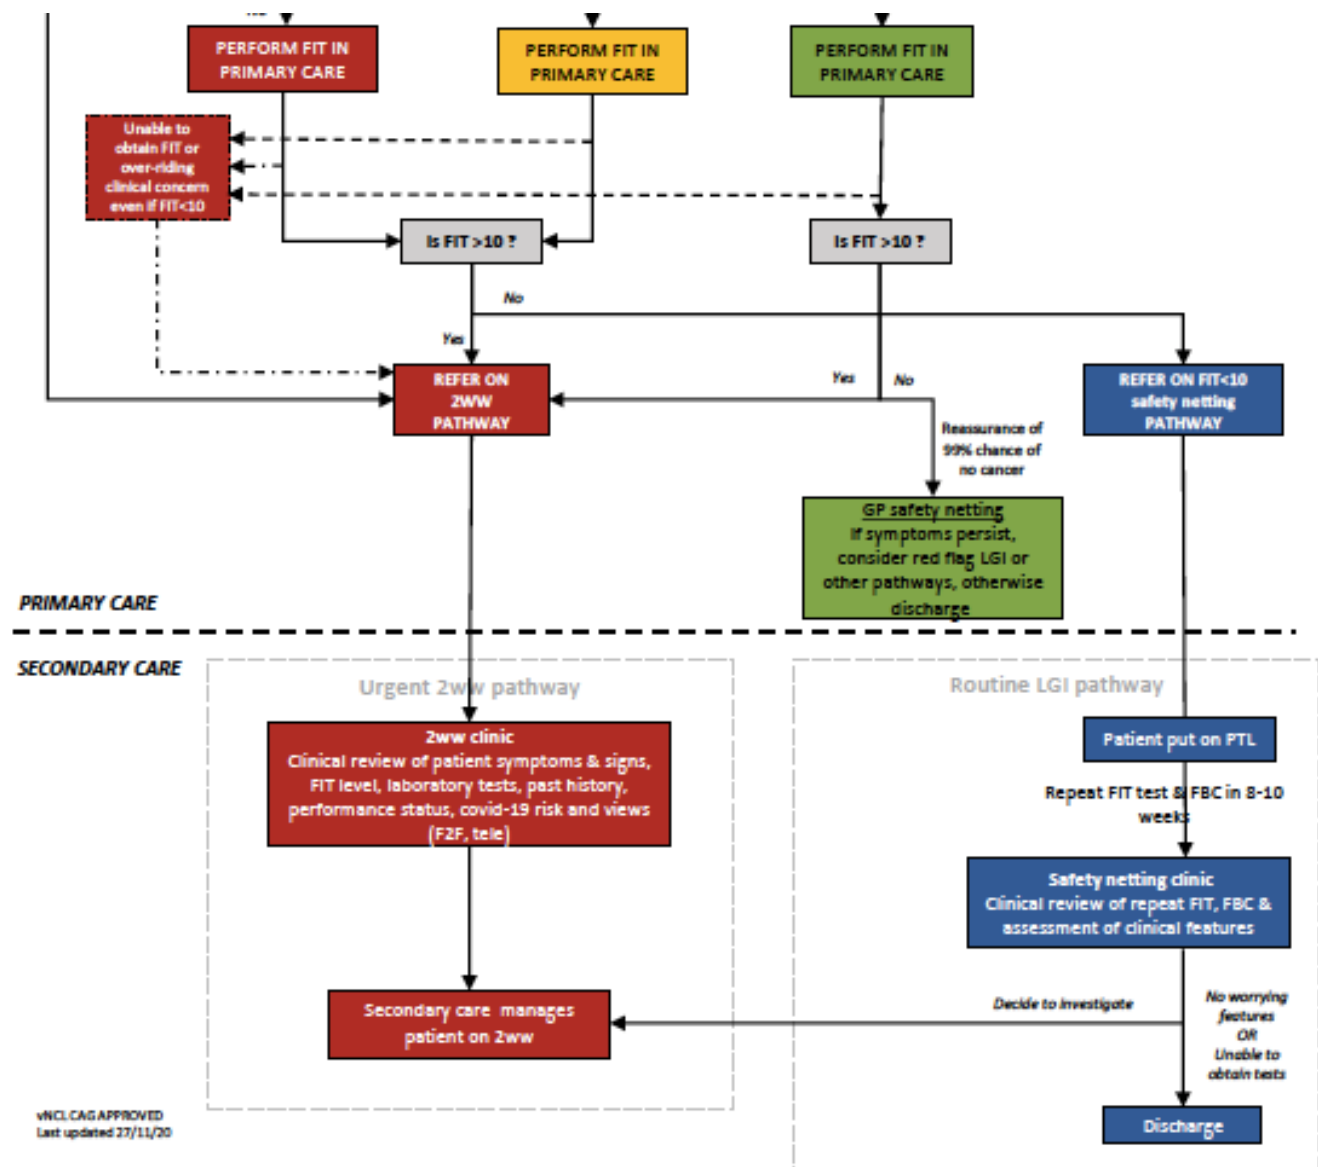 No
PERFORM FIT IN
PRIMARY CARE
PERFORM FIT IN
PRIMARY CARE
PERFORM FIT IN
PRIMARY CARE
Unable to
obtain FIT or
over-riding
clinical concern
even if FIT<10
Is FIT >10 ?
Is FIT >10 ?
No
Yes
Yes
No
REFER ON
2WW
PATHWAY
REFER ON FIT<10
safety netting
PATHWAY
Reassurance of
99% chance of
no cancer
GP safety netting
If symptoms persist,
consider red flag LGI or
other pathways, otherwise
discharge
PRIMARY CARE
SECONDARY CARE
Urgent 2ww pathway
Routine LGI pathway
2ww clinic
Clinical review of patient symptoms & signs,
FIT level, laboratory tests, past history,
performance status, covid-19 risk and views
(F2F, tele)
Patient put on PTL
Repeat FIT test & FBC in 8-10
weeks
Safety netting clinic
Clinical review of repeat FIT, FBC &
assessment of clinical features
Secondary care manages
patient on 2ww
Decide to investigate
No worrying
features
OR
Unable to
obtain tests
Discharge
vNCL CAG APPROVED
Last updated 27/11/20